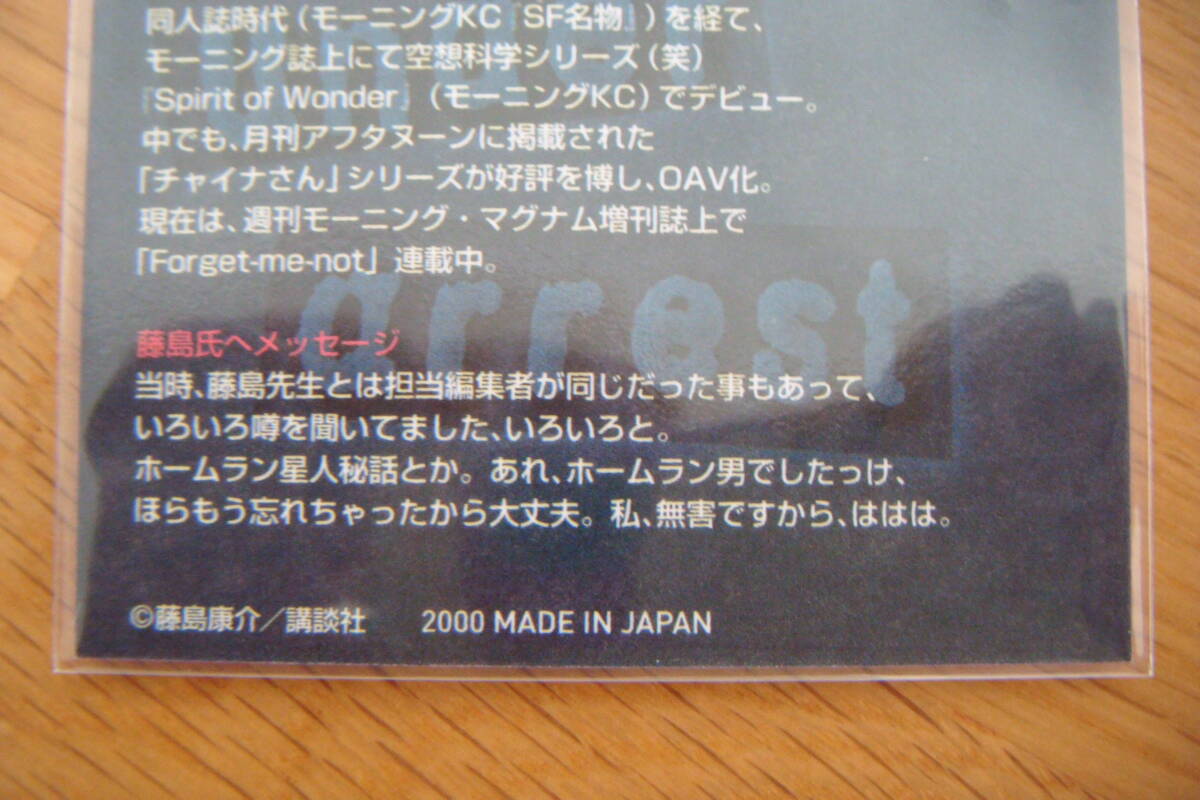 同人誌時代(モーニングKC『SF名物』)を経て、
モーニング誌上にて空想科学シリーズ(笑)
『Spirit of Wonder』(モーニングKC)でデビュー。
中でも、月刊アフタヌーンに掲載された
「チャイナさん」シリーズが好評を博し、OAV化。
現在は、週刊モーニング・マグナム増刊誌上で
「Forget-me-not」連載中。
arrest
藤島氏へメッセージ
当時、藤島先生とは担当編集者が同じだった事もあって、
いろいろ噂を聞いてました、いろいろと。
ホームラン星人秘話とか。あれ、ホームラン男でしたっけ、
ほらもう忘れちゃったから大丈夫。私、無害ですから、ははは。
©藤島康介/講談社 2000 MADE IN JAPAN